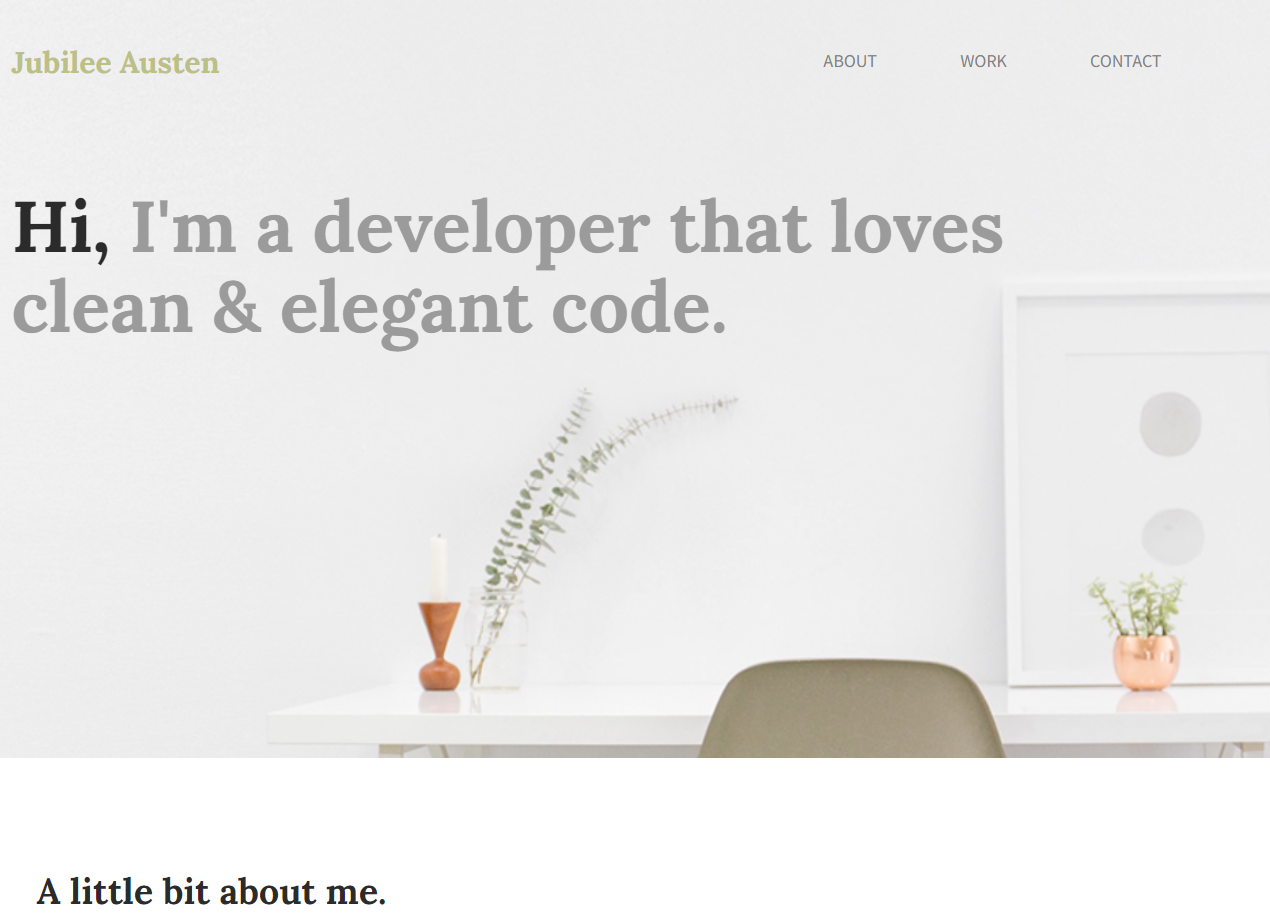 Jubilee Austen
ABOUT WORK CONTACT
Hi, I'm a developer that loves
clean & elegant code.
A little bit about me.